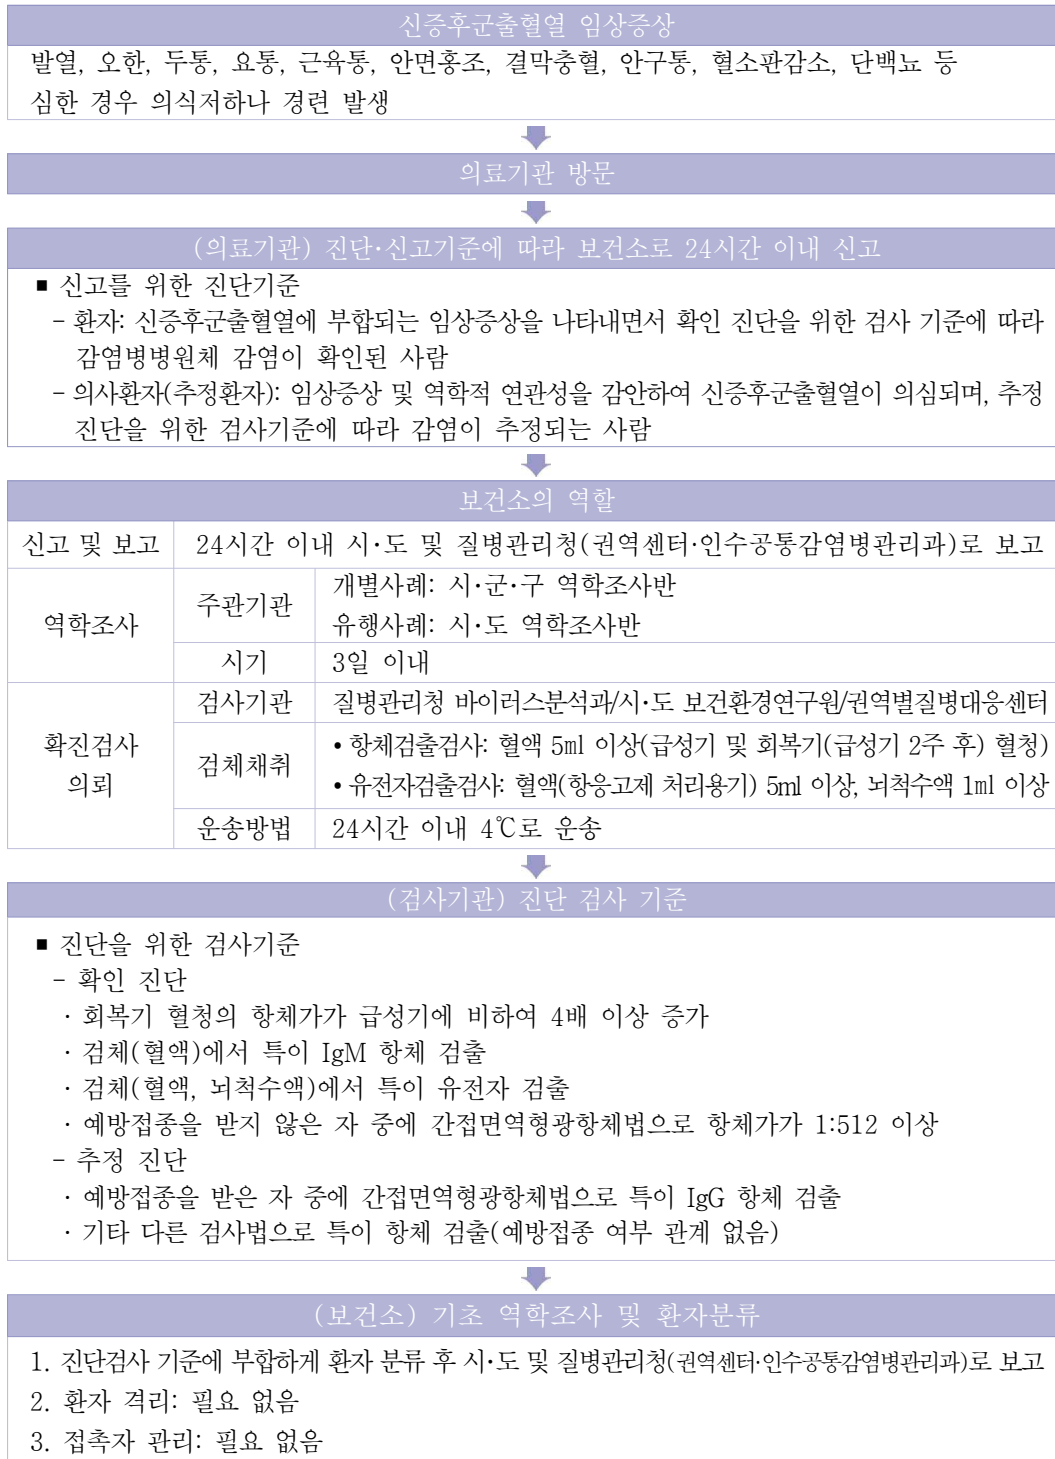 신증후군출혈열 임상증상
발열, 오한, 두통, 요통, 근육통, 안면홍조, 결막충혈, 안구통, 혈소판감소, 단백뇨 등
심한 경우 의식저하나 경련 발생
의료기관 방문
(의료기관) 진단·신고기준에 따라 보건소로 24시간 이내 신고
■ 신고를 위한 진단기준
- 환자: 신증후군출혈열에 부합되는 임상증상을 나타내면서 확인 진단을 위한 검사 기준에 따라
감염병병원체 감염이 확인된 사람
- 의사환자(추정환자): 임상증상 및 역학적 연관성을 감안하여 신증후군출혈열이 의심되며, 추정
진단을 위한 검사기준에 따라 감염이 추정되는 사람
보건소의 역할
신고 및 보고 24시간 이내 시·도 및 질병관리청(권역센터·인수공통감염병관리과)로 보고
역학조사 주관기관 개별사례: 시·군·구 역학조사반
유행사례: 시·도 역학조사반
시기 3일 이내
확진검사 의뢰 검사기관 질병관리청 바이러스분석과/시·도 보건환경연구원/권역별질병대응센터
검체채취 • 항체검출검사: 혈액 5ml 이상(급성기 및 회복기(급성기 2주 후) 혈청)
• 유전자검출검사: 혈액(항응고제 처리용기) 5ml 이상, 뇌척수액 1ml 이상
운송방법 24시간 이내 4℃로 운송
(검사기관) 진단 검사 기준
■ 진단을 위한 검사기준
- 확인 진단
· 회복기 혈청의 항체가가 급성기에 비하여 4배 이상 증가
· 검체(혈액)에서 특이 IgM 항체 검출
· 검체(혈액, 뇌척수액)에서 특이 유전자 검출
· 예방접종을 받지 않은 자 중에 간접면역형광항체법으로 항체가가 1:512 이상
- 추정 진단
· 예방접종을 받은 자 중에 간접면역형광항체법으로 특이 IgG 항체 검출
· 기타 다른 검사법으로 특이 항체 검출(예방접종 여부 관계 없음)
(보건소) 기초 역학조사 및 환자분류
1. 진단검사 기준에 부합하게 환자 분류 후 시·도 및 질병관리청(권역센터·인수공통감염병관리과)로 보고
2. 환자 격리: 필요 없음
3. 접촉자 관리: 필요 없음